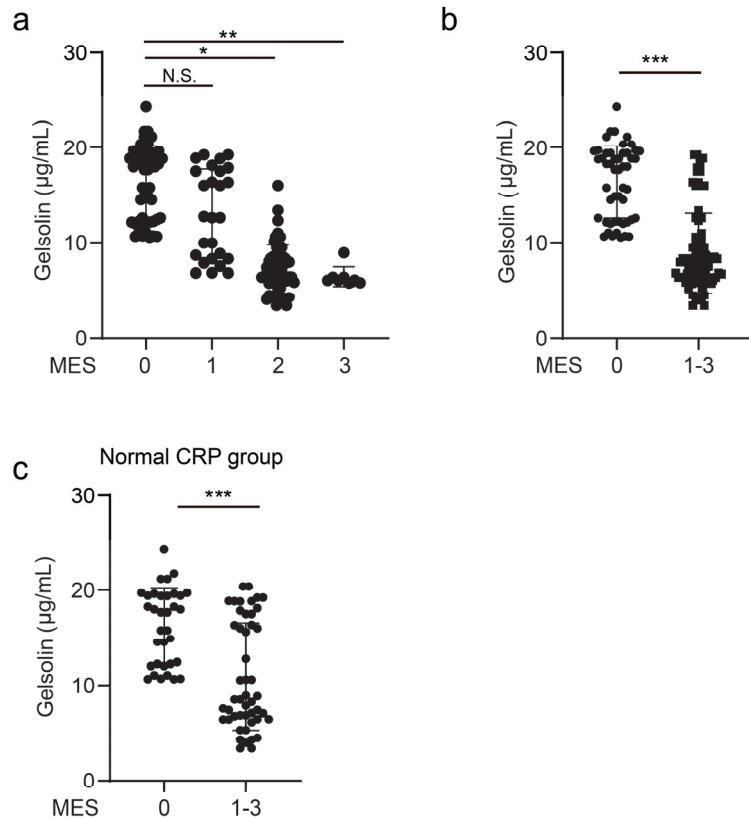 a
**
*
N.S.
30
20
10
0
Gelsolin (µg/mL)
MES 0 1 2 3
b
***
30
20
10
0
Gelsolin (µg/mL)
MES 0 1-3
c
Normal CRP group
***
30
20
10
0
Gelsolin (µg/mL)
MES 0 1-3